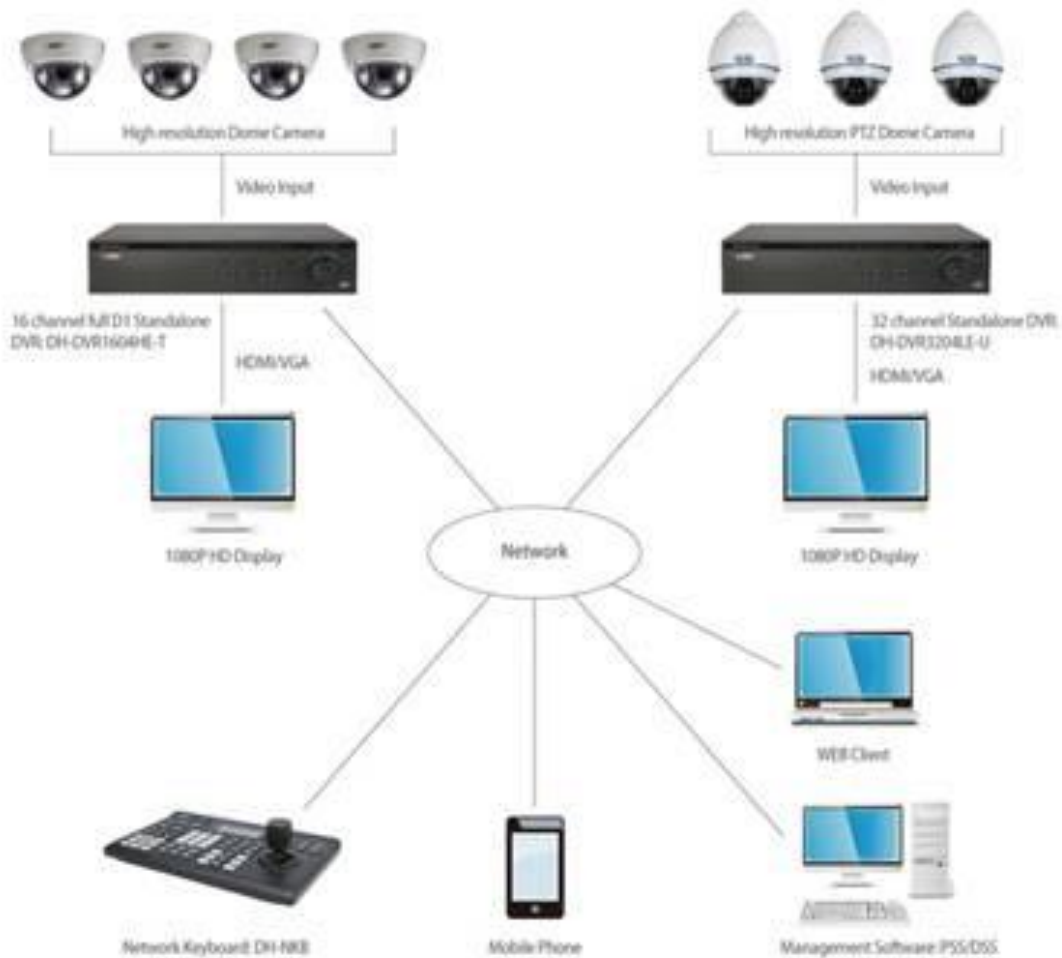 High resolution Dome Camera
High resolution PTZ Dome Camera
Video Input
Video Input
16 channel full D1 Standalone
DVR: DH-DVR1604HE-T
32 channel Standalone DVR:
DH-DVR3204LE-U
HDMI/VGA
HDMI/VGA
1080P HD Display
1080P HD Display
Network
WEB Client
Network Keyboard: DH-NKB
Mobile Phone
Management Software: PSS/DSS